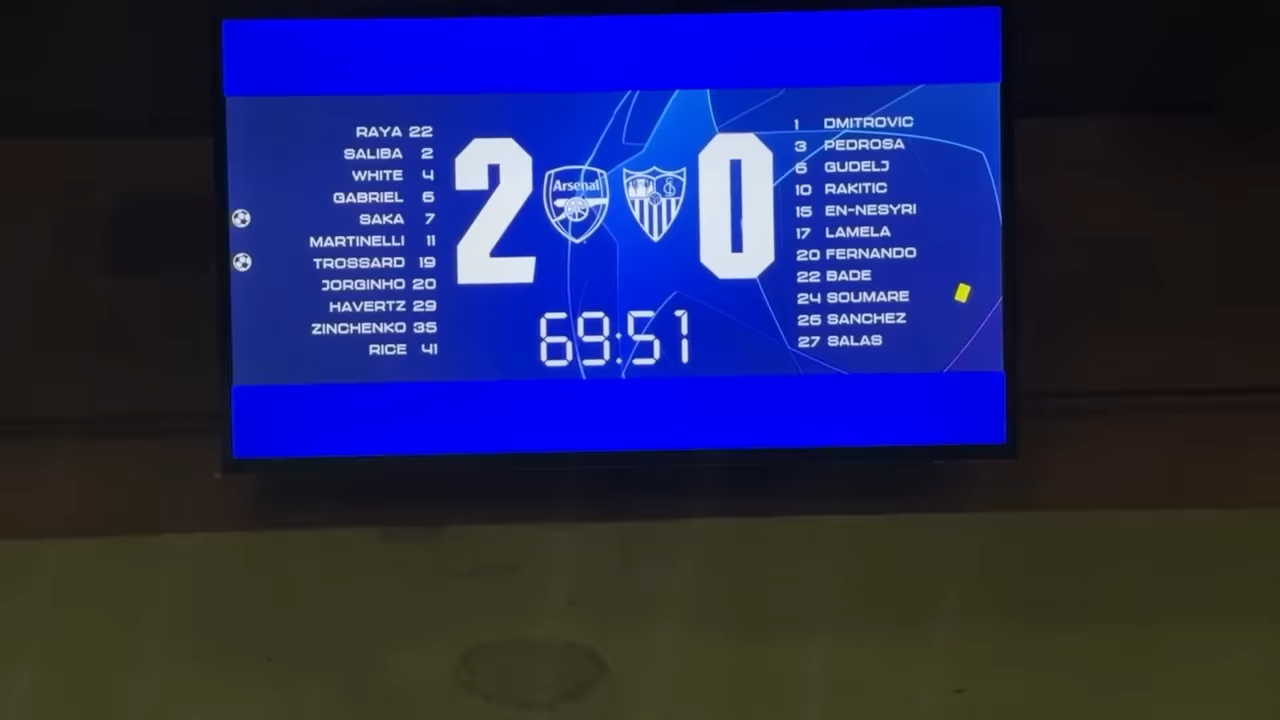 RAYA 22
SALIBA 2
WHITE 4
GABRIEL 6
SAKA 7
MARTINELLI 11
TROSSARD 19
JORGINHO 20
HAVERTZ 29
ZINCHENKO 35
RICE 41
2
Arsenal
0
69:51
1 DMITROVIC
3 PEDROSA
6 GUDELJ
10 RAKITIC
15 EN-NESYRI
17 LAMELA
20 FERNANDO
22 BADE
24 SOUMARE
26 SANCHEZ
27 SALAS